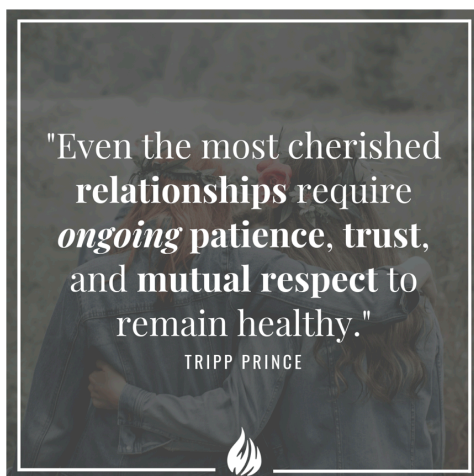 "Even the most cherished
relationships require
ongoing patience, trust,
and mutual respect to
remain healthy."
TRIPP PRINCE